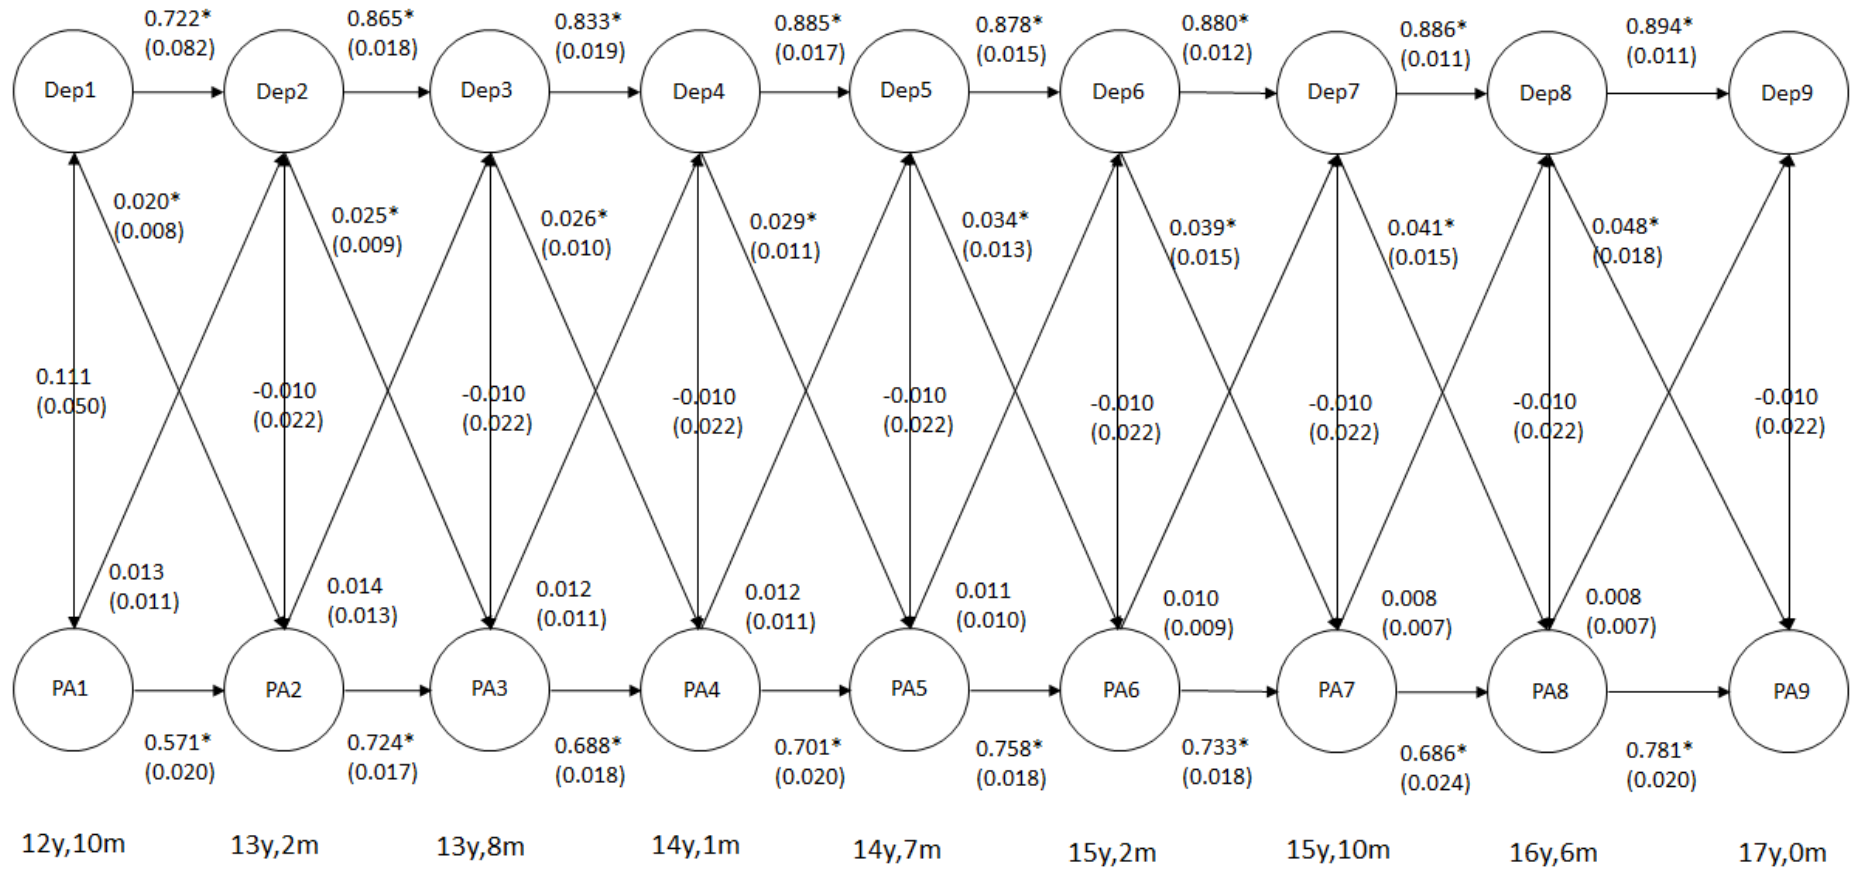 0.722* 0.865* 0.833* 0.885* 0.878* 0.880* 0.886* 0.894*
(0.082) (0.018) (0.019) (0.017) (0.015) (0.012) (0.011) (0.011)
Dep1 Dep2 Dep3 Dep4 Dep5 Dep6 Dep7 Dep8 Dep9
0.020* 0.025* 0.026* 0.029* 0.034* 0.039* 0.041* 0.048*
(0.008) (0.009) (0.010) (0.011) (0.013) (0.015) (0.015) (0.018)
0.111 -0.010 -0.010 -0.010 -0.010 -0.010 -0.010 -0.010 -0.010
(0.050) (0.022) (0.022) (0.022) (0.022) (0.022) (0.022) (0.022) (0.022)
0.013 0.014 0.012 0.012 0.011 0.010 0.008 0.008
(0.011) (0.013) (0.011) (0.011) (0.010) (0.009) (0.007) (0.007)
PA1 PA2 PA3 PA4 PA5 PA6 PA7 PA8 PA9
0.571* 0.724* 0.688* 0.701* 0.758* 0.733* 0.686* 0.781*
(0.020) (0.017) (0.018) (0.020) (0.018) (0.018) (0.024) (0.020)
12y,10m 13y,2m 13y,8m 14y,1m 14y,7m 15y,2m 15y,10m 16y,6m 17y,0m